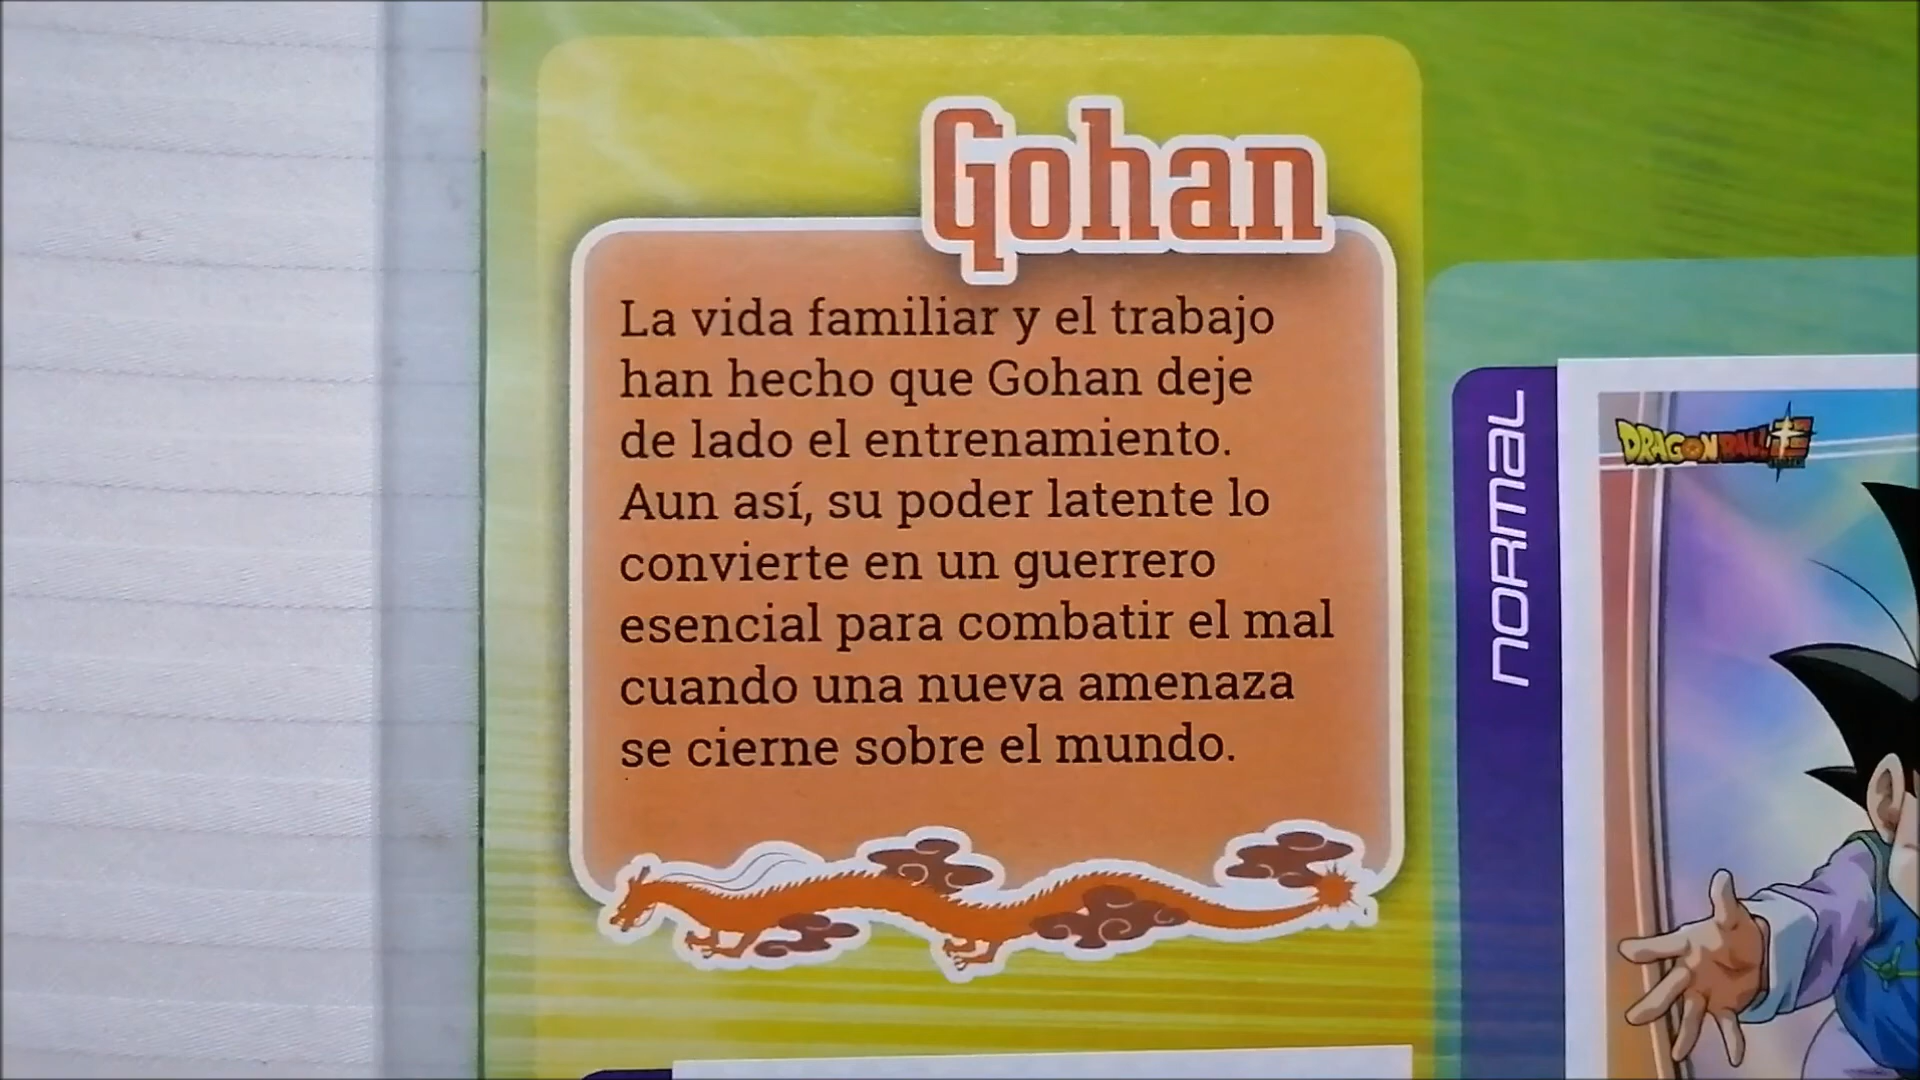 Gohan
La vida familiar y el trabajo
han hecho que Gohan deje
de lado el entrenamiento.
Aun así, su poder latente lo
convierte en un guerrero
esencial para combatir el mal
cuando una nueva amenaza
se cierne sobre el mundo.
NORMAL
DRAGON BALL